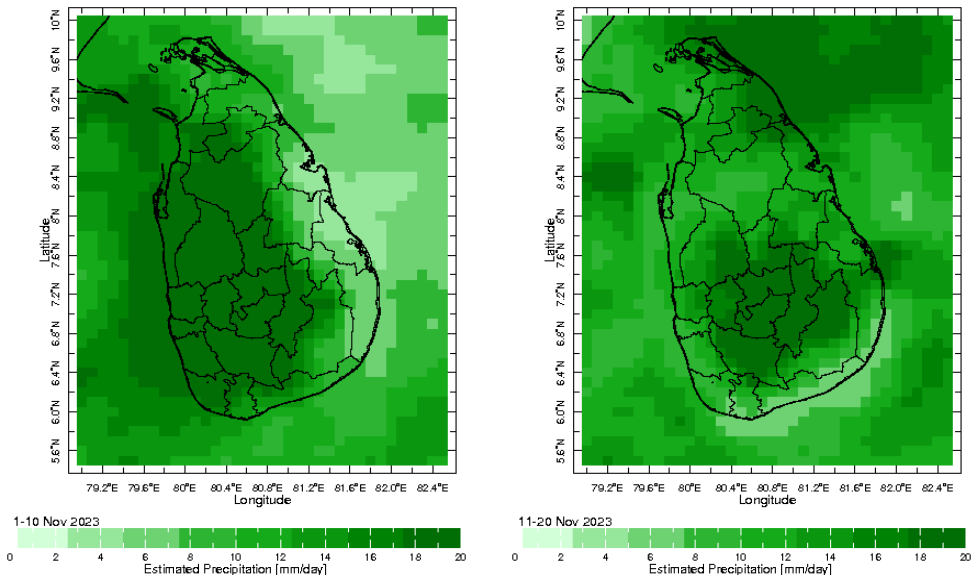 10°N
9.6°N
9.2°N
8.8°N
8.4°N
8°N
7.6°N
7.2°N
6.8°N
6.4°N
6.0°N
5.6°N
Latitude
79.2°E 79.6°E 80°E 80.4°E 80.8°E 81.2°E 81.6°E 82.0°E 82.4°E
Longitude
1-10 Nov 2023
0 2 4 6 8 10 12 14 16 18 20
Estimated Precipitation [mm/day]
10°N
9.6°N
9.2°N
8.8°N
8.4°N
8°N
7.6°N
7.2°N
6.8°N
6.4°N
6.0°N
5.6°N
Latitude
79.2°E 79.6°E 80°E 80.4°E 80.8°E 81.2°E 81.6°E 82.0°E 82.4°E
Longitude
11-20 Nov 2023
0 2 4 6 8 10 12 14 16 18 20
Estimated Precipitation [mm/day]